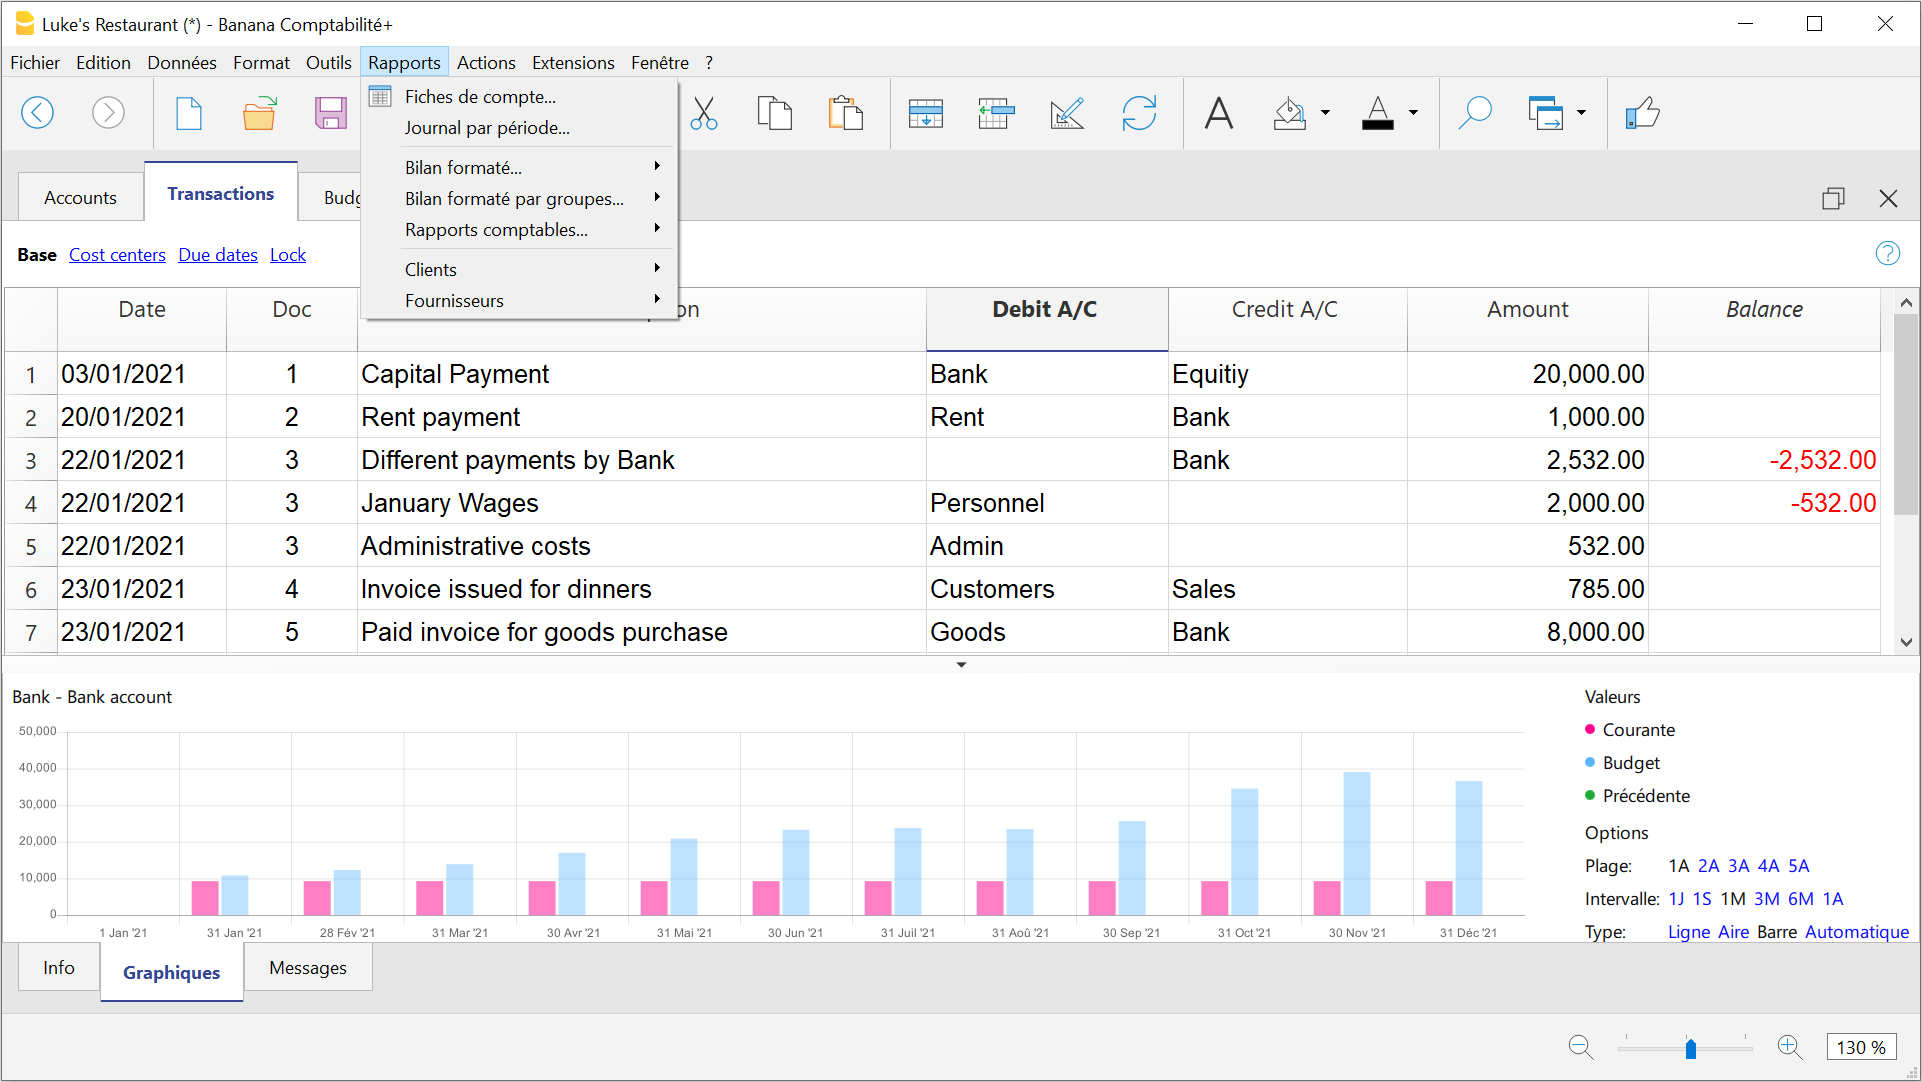 Luke's Restaurant (*) - Banana Comptabilité+
Fichier Edition Données Format Outils Rapports Actions Extensions Fenêtre ?
Fiches de compte...
Journal par période...
Bilan formaté...
Bilan formaté par groupes...
Rapports comptables...
Clients
Fournisseurs
Accounts Transactions
Base Cost centers Due dates Lock
Date Doc Debit A/C Credit A/C Amount Balance
1 03/01/2021 1 Capital Payment Bank Equitiy 20,000.00
2 20/01/2021 2 Rent payment Rent Bank 1,000.00
3 22/01/2021 3 Different payments by Bank Bank 2,532.00 -2,532.00
4 22/01/2021 3 January Wages Personnel 2,000.00 -532.00
5 22/01/2021 3 Administrative costs Admin 532.00
6 23/01/2021 4 Invoice issued for dinners Customers Sales 785.00
7 23/01/2021 5 Paid invoice for goods purchase Goods Bank 8,000.00
Bank - Bank account
50,000
40,000
30,000
20,000
10,000
0
1 Jan '21 31 Jan '21 28 Fév '21 31 Mar '21 30 Avr '21 31 Mai '21 30 Jun '21 31 Juil '21 31 Aoû '21 30 Sep '21 31 Oct '21 30 Nov '21 31 Déc '21
Valeurs
Courante
Budget
Précédente
Options
Plage: 1A 2A 3A 4A 5A
Intervalle: 1J 1S 1M 3M 6M 1A
Type: Ligne Aire Barre Automatique
Info Graphiques Messages
130 %